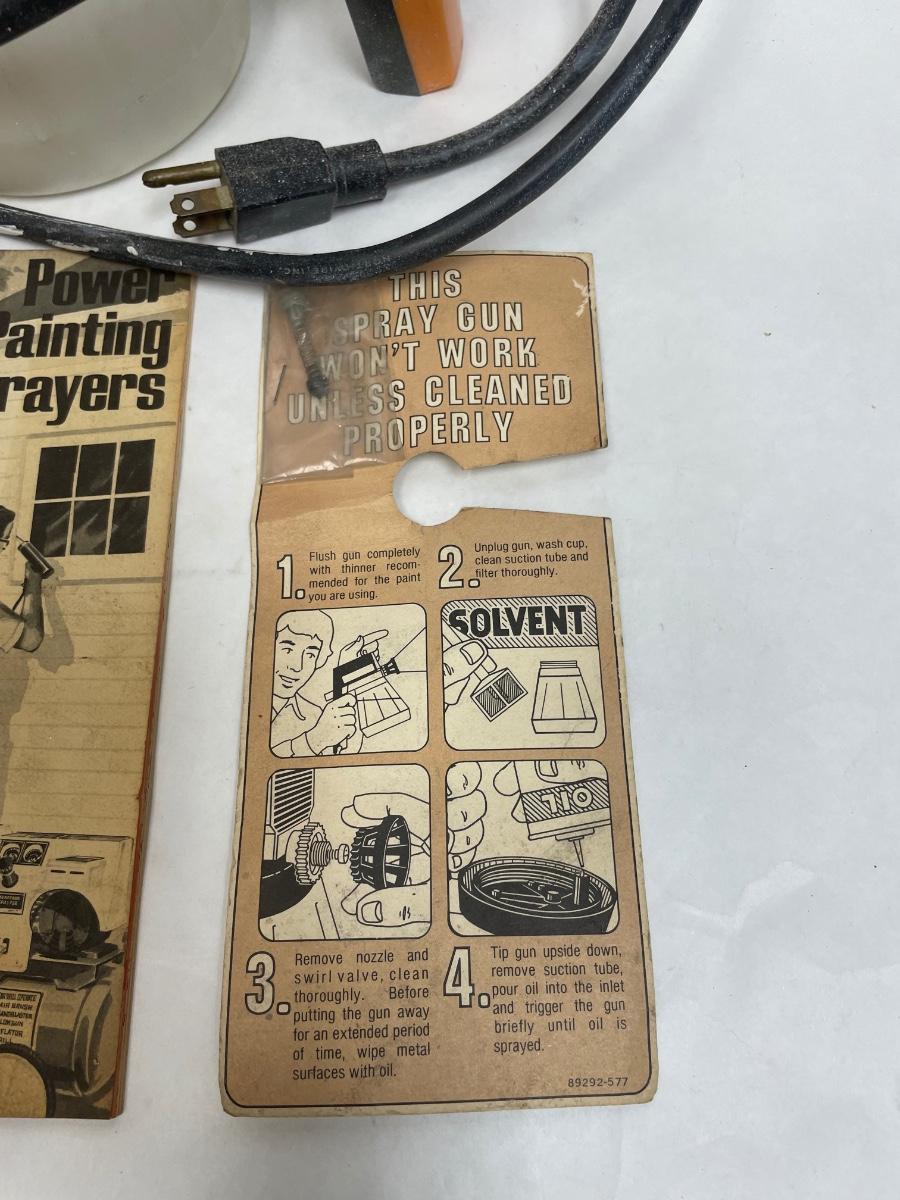 Power
Painting
rayers
THIS
SPRAY GUN
WON'T WORK
UNLESS CLEANED
PROPERLY
1. Flush gun completely
with thinner recom-
mended for the paint
you are using.
2. Unplug gun, wash cup,
clean suction tube and
filter thoroughly.
SOLVENT
OIL
3. Remove nozzle and
swirl valve, clean
thoroughly. Before
putting the gun away
for an extended period
of time, wipe metal
surfaces with oil.
4. Tip gun upside down,
remove suction tube,
pour oil into the inlet
and trigger the gun
briefly until oil is
sprayed.
89292-577